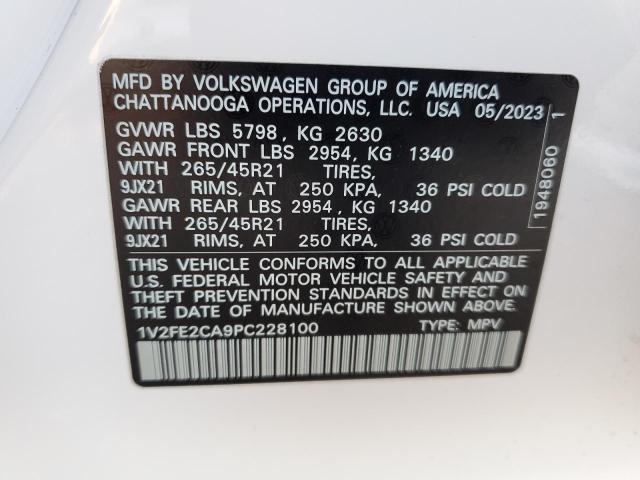 MFD BY VOLKSWAGEN GROUP OF AMERICA
CHATTANOOGA OPERATIONS, LLC. USA 05/2023
GVWR LBS 5798, KG 2630
GAWR FRONT LBS 2954, KG 1340
WITH 265/45R21 TIRES,
9JX21 RIMS, AT 250 KPA, 36 PSI COLD
GAWR REAR LBS 2954, KG 1340
WITH 265/45R21 TIRES,
9JX21 RIMS, AT 250 KPA, 36 PSI COLD
THIS VEHICLE CONFORMS TO ALL APPLICABLE
U.S. FEDERAL MOTOR VEHICLE SAFETY AND
THEFT PREVENTION STANDARDS IN EFFECT ON
THE DATE OF MANUFACTURE SHOWN ABOVE.
1V2FE2CA9PC228100 TYPE: MPV
1948060 1